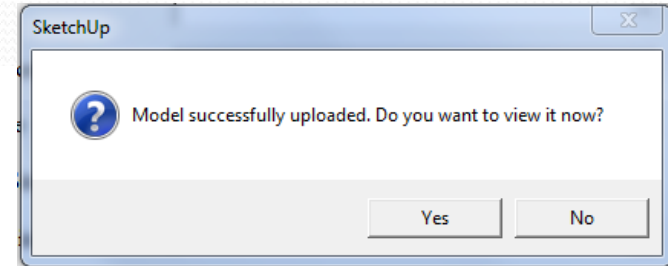 SketchUp
Model successfully uploaded. Do you want to view it now?
Yes No